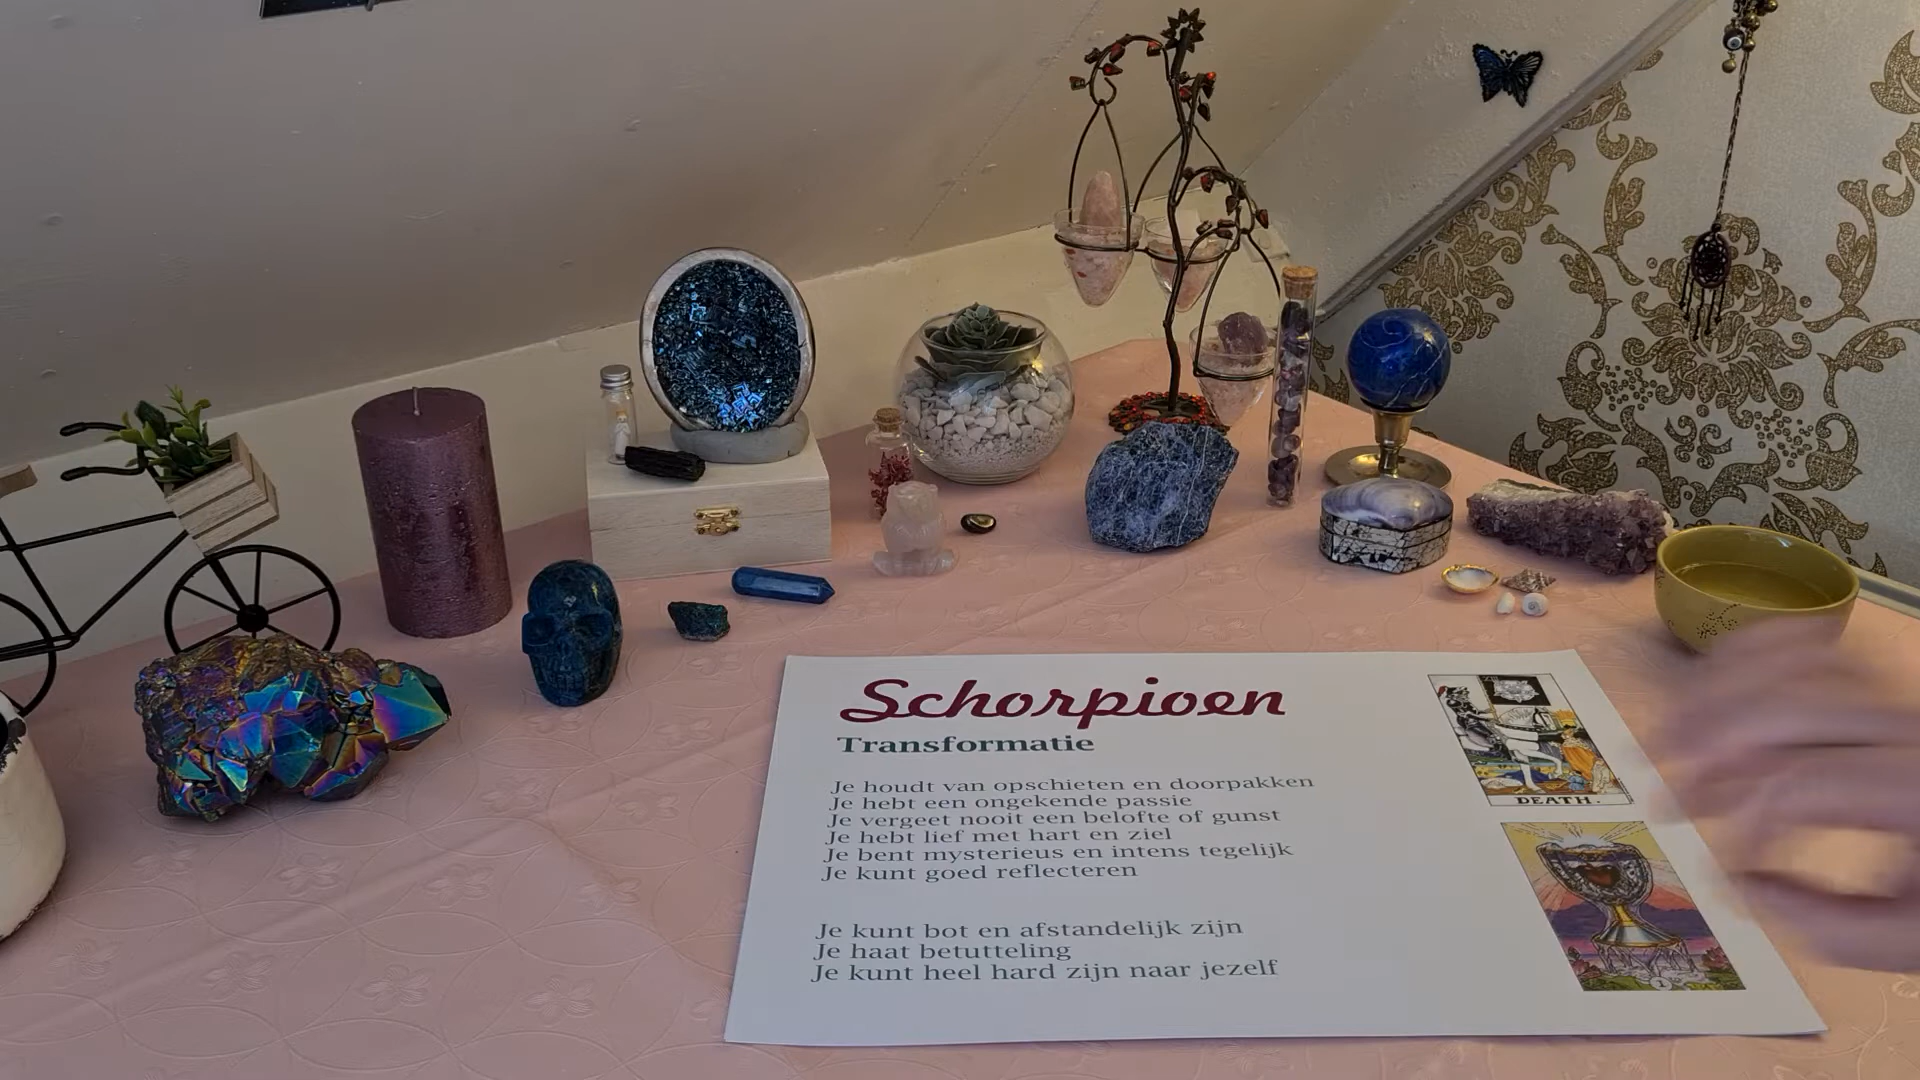 Schorpioen
Transformatie
Je houdt van opschieten en doorpakken
Je hebt een ongekende passie
Je vergeet nooit een belofte of gunst
Je hebt lief met hart en ziel
Je bent mysterieus en intens tegelijk
Je kunt goed reflecteren
Je kunt bot en afstandelijk zijn
Je haat betutteling
Je kunt heel hard zijn naar jezelf
DEATH.